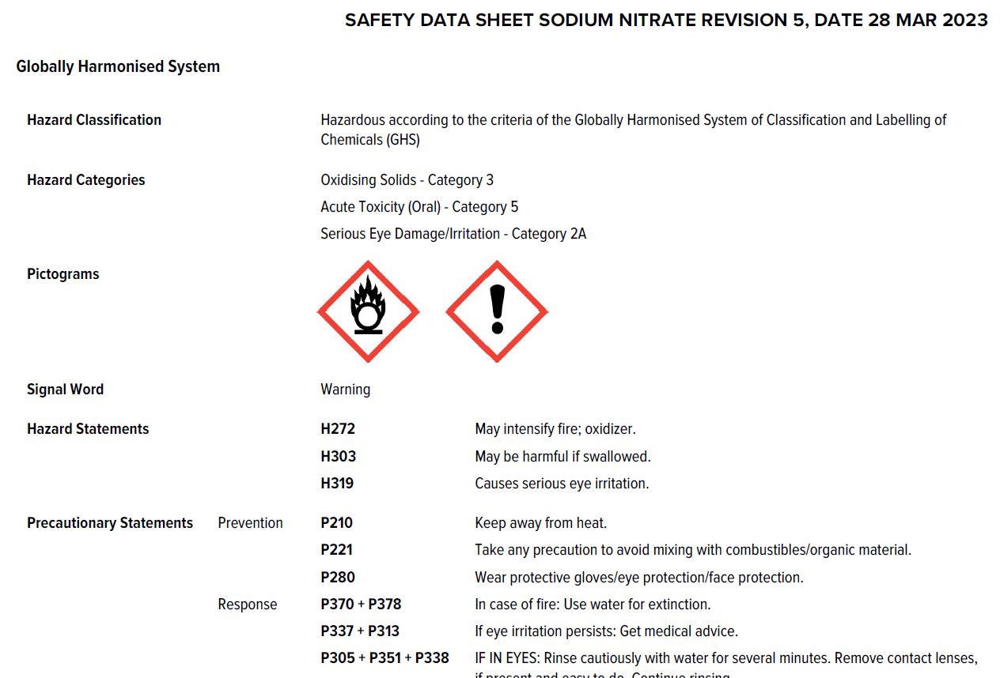 SAFETY DATA SHEET SODIUM NITRATE REVISION 5, DATE 28 MAR 2023
Globally Harmonised System
Hazard Classification Hazardous according to the criteria of the Globally Harmonised System of Classification and Labelling of
Chemicals (GHS)
Hazard Categories Oxidising Solids - Category 3
Acute Toxicity (Oral) - Category 5
Serious Eye Damage/Irritation - Category 2A
Pictograms
Signal Word Warning
Hazard Statements H272 May intensify fire; oxidizer.
H303 May be harmful if swallowed.
H319 Causes serious eye irritation.
Precautionary Statements Prevention P210 Keep away from heat.
P221 Take any precaution to avoid mixing with combustibles/organic material.
P280 Wear protective gloves/eye protection/face protection.
Response P370 + P378 In case of fire: Use water for extinction.
P337 + P313 If eye irritation persists: Get medical advice.
P305 + P351 + P338 IF IN EYES: Rinse cautiously with water for several minutes. Remove contact lenses,
if present and easy to do. Continue rinsing.